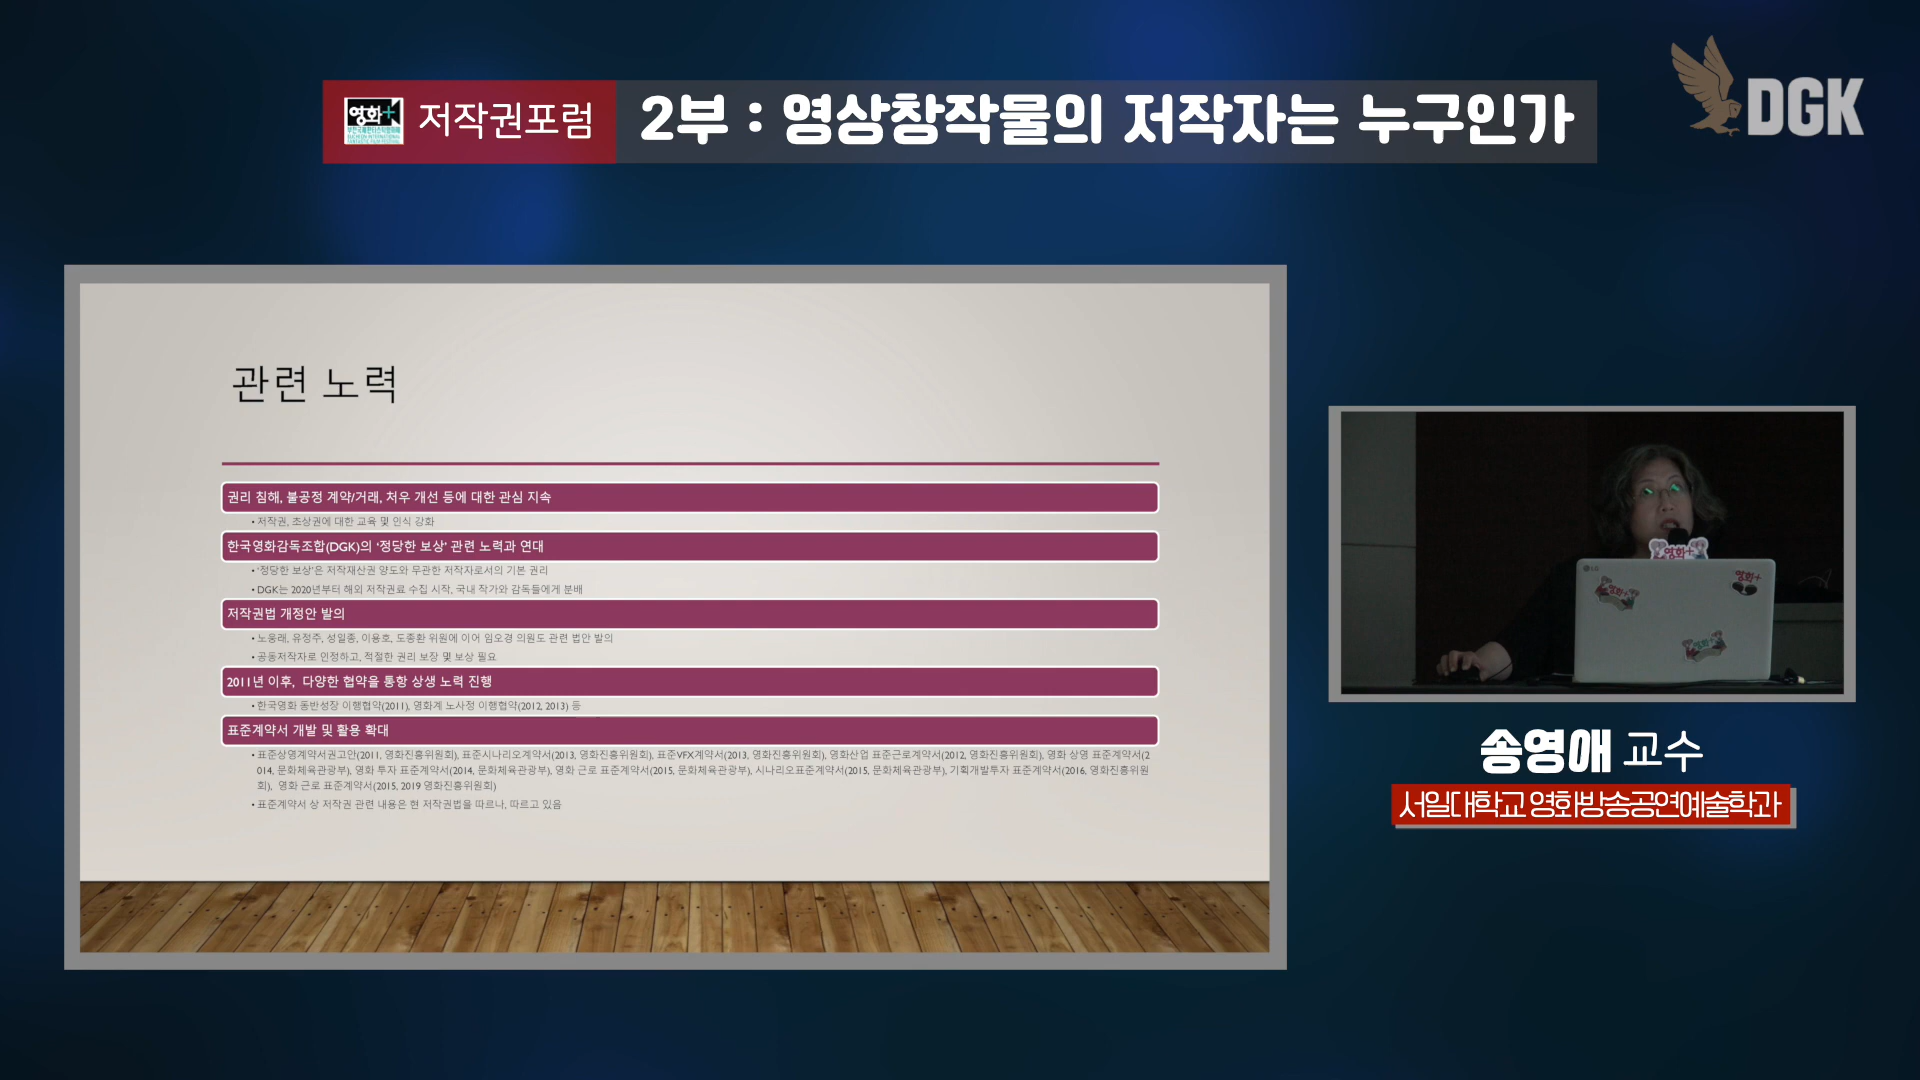 영화+
저작권포럼
2부 : 영상창작물의 저작자는 누구인가
DGK
관련 노력
권리 침해, 불공정 계약/거래, 처우 개선 등에 대한 관심 지속
• 저작권, 초상권에 대한 교육 및 인식 강화
한국영화감독조합(DGK)의 '정당한 보상' 관련 노력과 연대
• '정당한 보상'은 저작재산권 양도와 무관한 저작자로서의 기본 권리
• DGK는 2020년부터 해외 저작권료 수집 시작, 국내 작가와 감독들에게 분배
저작권법 개정안 발의
• 노웅래, 유정주, 성일종, 이용호, 도종환 위원에 이어 임오경 의원도 관련 법안 발의
• 공동저작자로 인정하고, 적절한 권리 보장 및 보상 필요
2011년 이후, 다양한 협약을 통항 상생 노력 진행
• 한국영화 동반성장 이행협약(2011), 영화계 노사정 이행협약(2012, 2013) 등
표준계약서 개발 및 활용 확대
• 표준상영계약서권고안(2011, 영화진흥위원회), 표준시나리오계약서(2013, 영화진흥위원회), 표준VFX계약서(2013, 영화진흥위원회), 영화산업 표준근로계약서(2012, 영화진흥위원회), 영화 상영 표준계약서(2
014, 문화체육관광부), 영화 투자 표준계약서(2014, 문화체육관광부), 영화 근로 표준계약서(2015, 문화체육관광부), 시나리오표준계약서(2015, 문화체육관광부), 기획개발투자 표준계약서(2016, 영화진흥위원
회), 영화 근로 표준계약서(2015, 2019 영화진흥위원회)
• 표준계약서 상 저작권 관련 내용은 현 저작권법을 따르나, 따르고 있음
영화+
영화+
영화+
영화+
LG
송영애 교수
서일대학교 영화방송공연예술학과